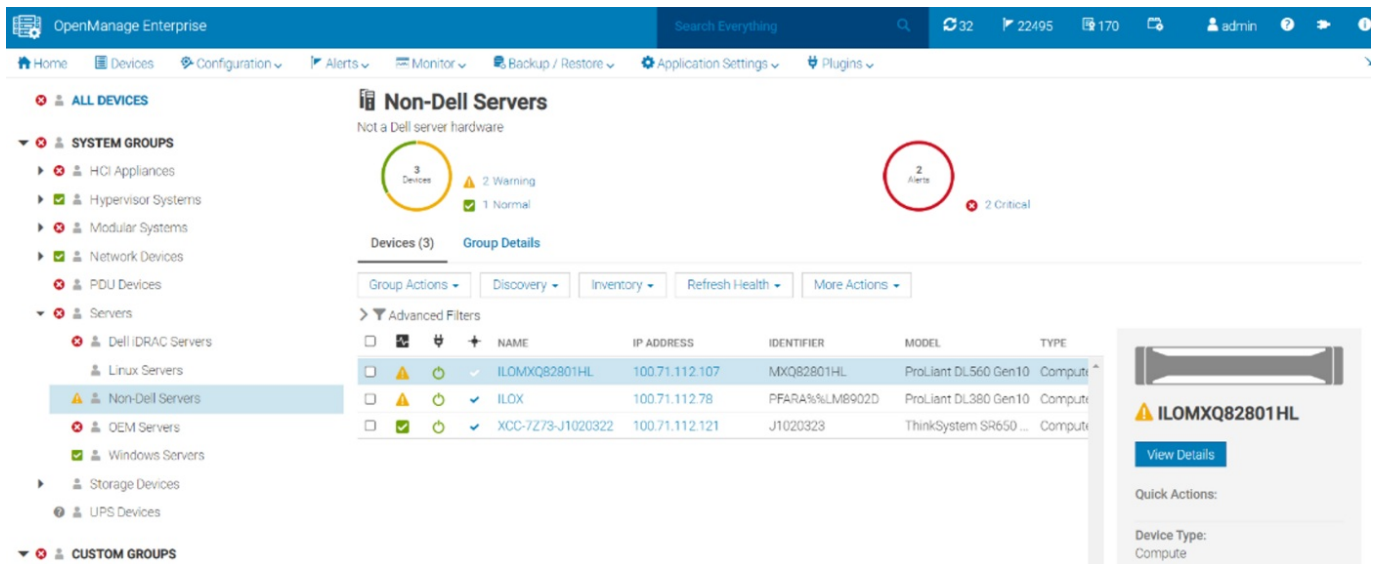 OpenManage Enterprise
Search Everything
32
22495
170
admin
Home Devices Configuration Alerts Monitor Backup / Restore Application Settings Plugins
ALL DEVICES
SYSTEM GROUPS
HCI Appliances
Hypervisor Systems
Modular Systems
Network Devices
PDU Devices
Servers
Dell iDRAC Servers
Linux Servers
Non-Dell Servers
OEM Servers
Windows Servers
Storage Devices
UPS Devices
CUSTOM GROUPS
Non-Dell Servers
Not a Dell server hardware
3
Devices
2 Warning
1 Normal
2
Alerts
2 Critical
Devices (3) Group Details
Group Actions Discovery Inventory Refresh Health More Actions
Advanced Filters
NAME IP ADDRESS IDENTIFIER MODEL TYPE
ILOMXQ82801HL 100.71.112.107 MXQ82801HL ProLiant DL560 Gen10 Compute
ILOX 100.71.112.78 PFARA%%LM8902D ProLiant DL380 Gen10 Compute
XCC-7Z73-J1020322 100.71.112.121 J1020323 ThinkSystem SR650 ... Compute
ILOMXQ82801HL
View Details
Quick Actions:
Device Type:
Compute